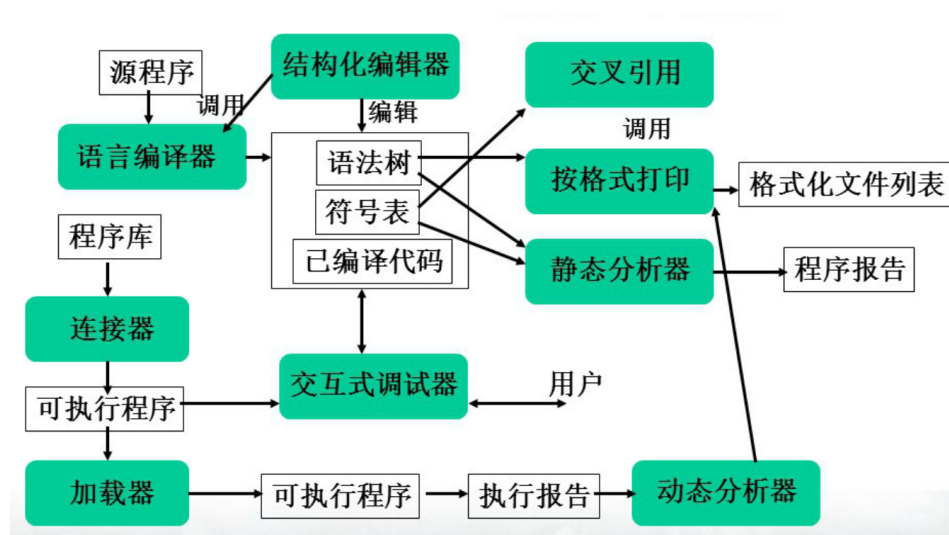 结构化编辑器
交叉引用
源程序
调用
编辑
调用
语言编译器
语法树
按格式打印
格式化文件列表
符号表
程序库
已编译代码
静态分析器
程序报告
连接器
交互式调试器
用户
可执行程序
加载器
可执行程序
执行报告
动态分析器